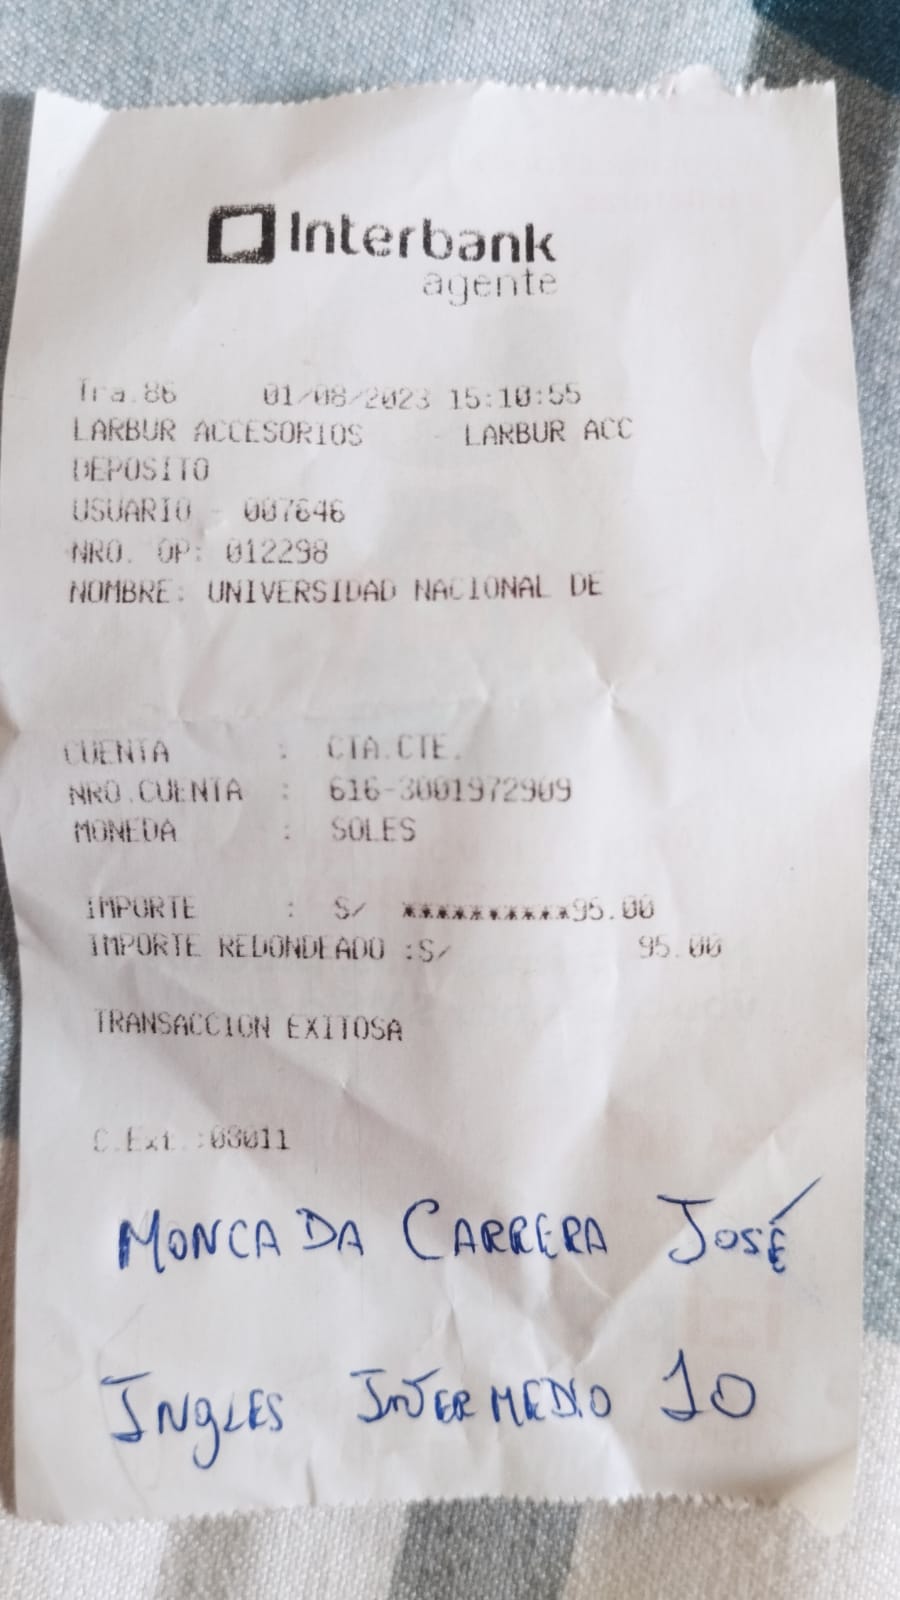 Interbank
agente
Tra.86 01/08/2023 15:10:55
LARBUR ACCESORIOS - LARBUR ACC
DEPOSITO
USUARIO - 007646
NRO. OP: 012298
NOMBRE: UNIVERSIDAD NACIONAL DE
CUENTA : CTA.CTE.
NRO.CUENTA : 616-3001972909
MONEDA : SOLES
IMPORTE : S/ **********95.00
IMPORTE REDONDEADO :S/ 95.00
TRANSACCION EXITOSA
C.Ext.:03011
MONCADA CARRERA JOSÉ
INGLES INTERMEDIO 10